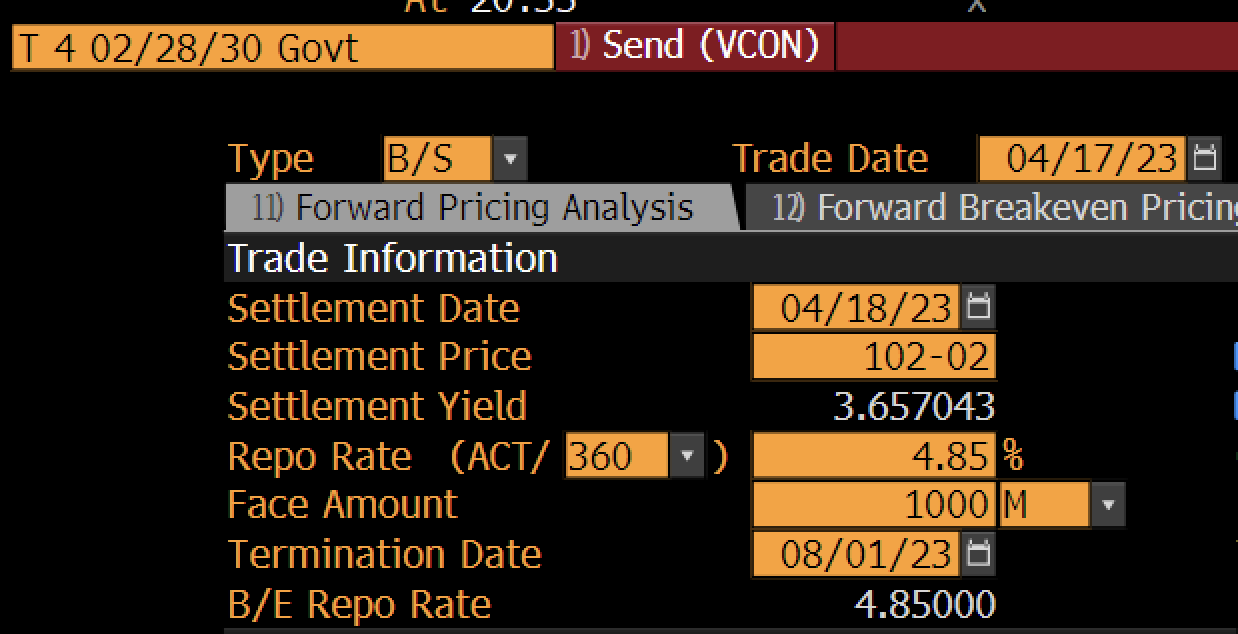 T 4 02/28/30 Govt 1) Send (VCON)
Type B/S Trade Date 04/17/23
11) Forward Pricing Analysis 12) Forward Breakeven Pricing
Trade Information
Settlement Date 04/18/23
Settlement Price 102-02
Settlement Yield 3.657043
Repo Rate (ACT/ 360 ) 4.85 %
Face Amount 1000 M
Termination Date 08/01/23
B/E Repo Rate 4.85000